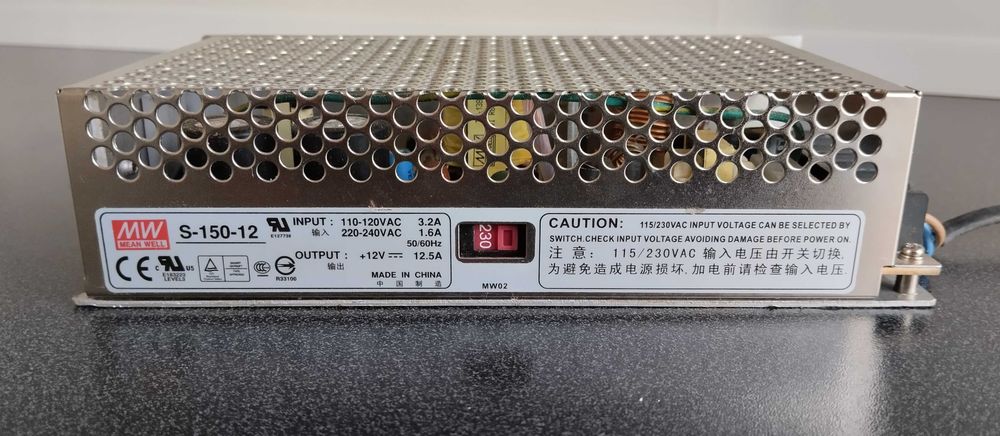 MW
MEAN WELL
S-150-12
E127738
INPUT : 110-120VAC 3.2A
输入 220-240VAC 1.6A
50/60Hz
OUTPUT : +12V 12.5A
输出
E183223
LEVEL5
US
R33100
MADE IN CHINA
中国制造
230
MW02
CAUTION: 115/230VAC INPUT VOLTAGE CAN BE SELECTED BY
SWITCH.CHECK INPUT VOLTAGE AVOIDING DAMAGE BEFORE POWER ON.
注意: 115/230VAC 输入电压由开关切换,
为避免造成电源损坏, 加电前请检查输入电压.